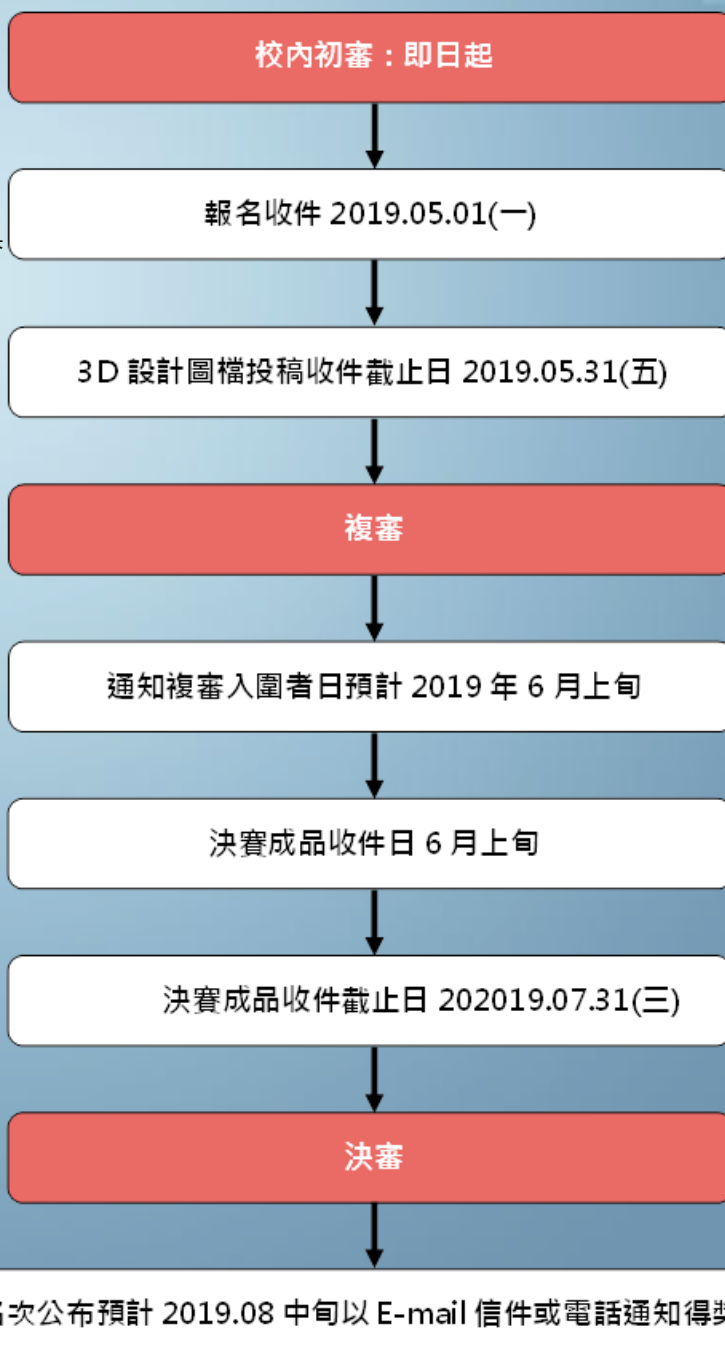 校內初審：即日起
報名收件 2019.05.01(一)
3D 設計圖檔投稿收件截止日 2019.05.31(五)
複審
通知複審入圍者日預計 2019 年 6 月上旬
決賽成品收件日 6 月上旬
決賽成品收件截止日 202019.07.31(三)
決審
名次公布預計 2019.08 中旬以 E-mail 信件或電話通知得獎